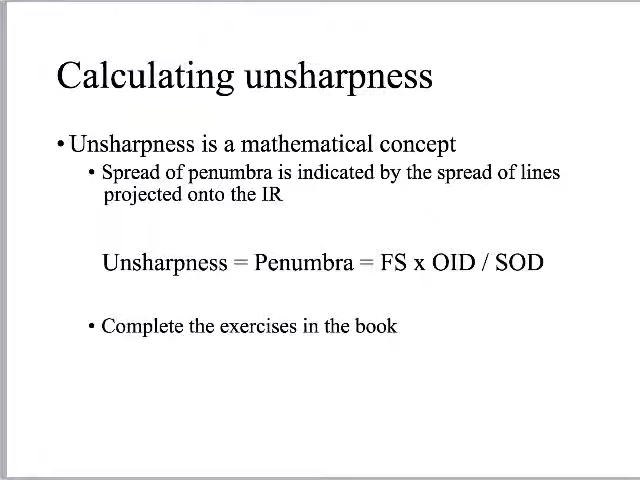 Calculating unsharpness
• Unsharpness is a mathematical concept
• Spread of penumbra is indicated by the spread of lines
projected onto the IR
Unsharpness = Penumbra = FS x OID / SOD
• Complete the exercises in the book